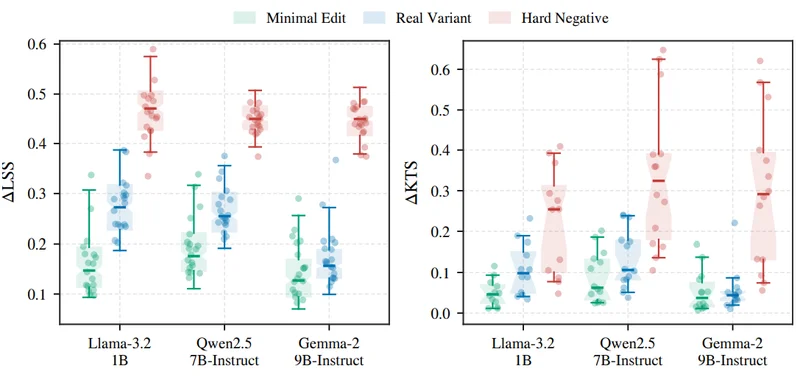 Minimal Edit Real Variant Hard Negative
0.6
0.5
0.4
0.3
0.2
0.1
ΔLSS
Llama-3.2
1B
Qwen2.5
7B-Instruct
Gemma-2
9B-Instruct
0.6
0.5
0.4
0.3
0.2
0.1
0.0
ΔKTS
Llama-3.2
1B
Qwen2.5
7B-Instruct
Gemma-2
9B-Instruct